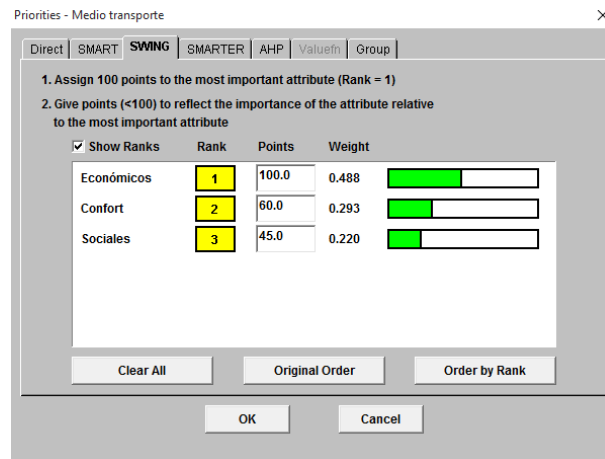 Priorities - Medio transporte
Direct SMART SWING SMARTER AHP Valuefn Group
1. Assign 100 points to the most important attribute (Rank = 1)
2. Give points (<100) to reflect the importance of the attribute relative
to the most important attribute
Show Ranks Rank Points Weight
Económicos 1 100.0 0.488
Confort 2 60.0 0.293
Sociales 3 45.0 0.220
Clear All Original Order Order by Rank
OK Cancel